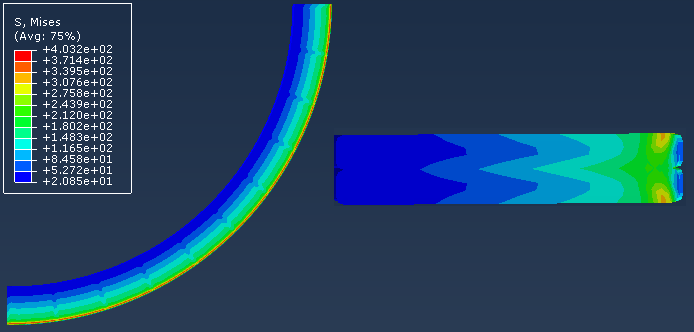 S, Mises
(Avg: 75%)
+4.032e+02
+3.714e+02
+3.395e+02
+3.076e+02
+2.758e+02
+2.439e+02
+2.120e+02
+1.802e+02
+1.483e+02
+1.165e+02
+8.458e+01
+5.272e+01
+2.085e+01